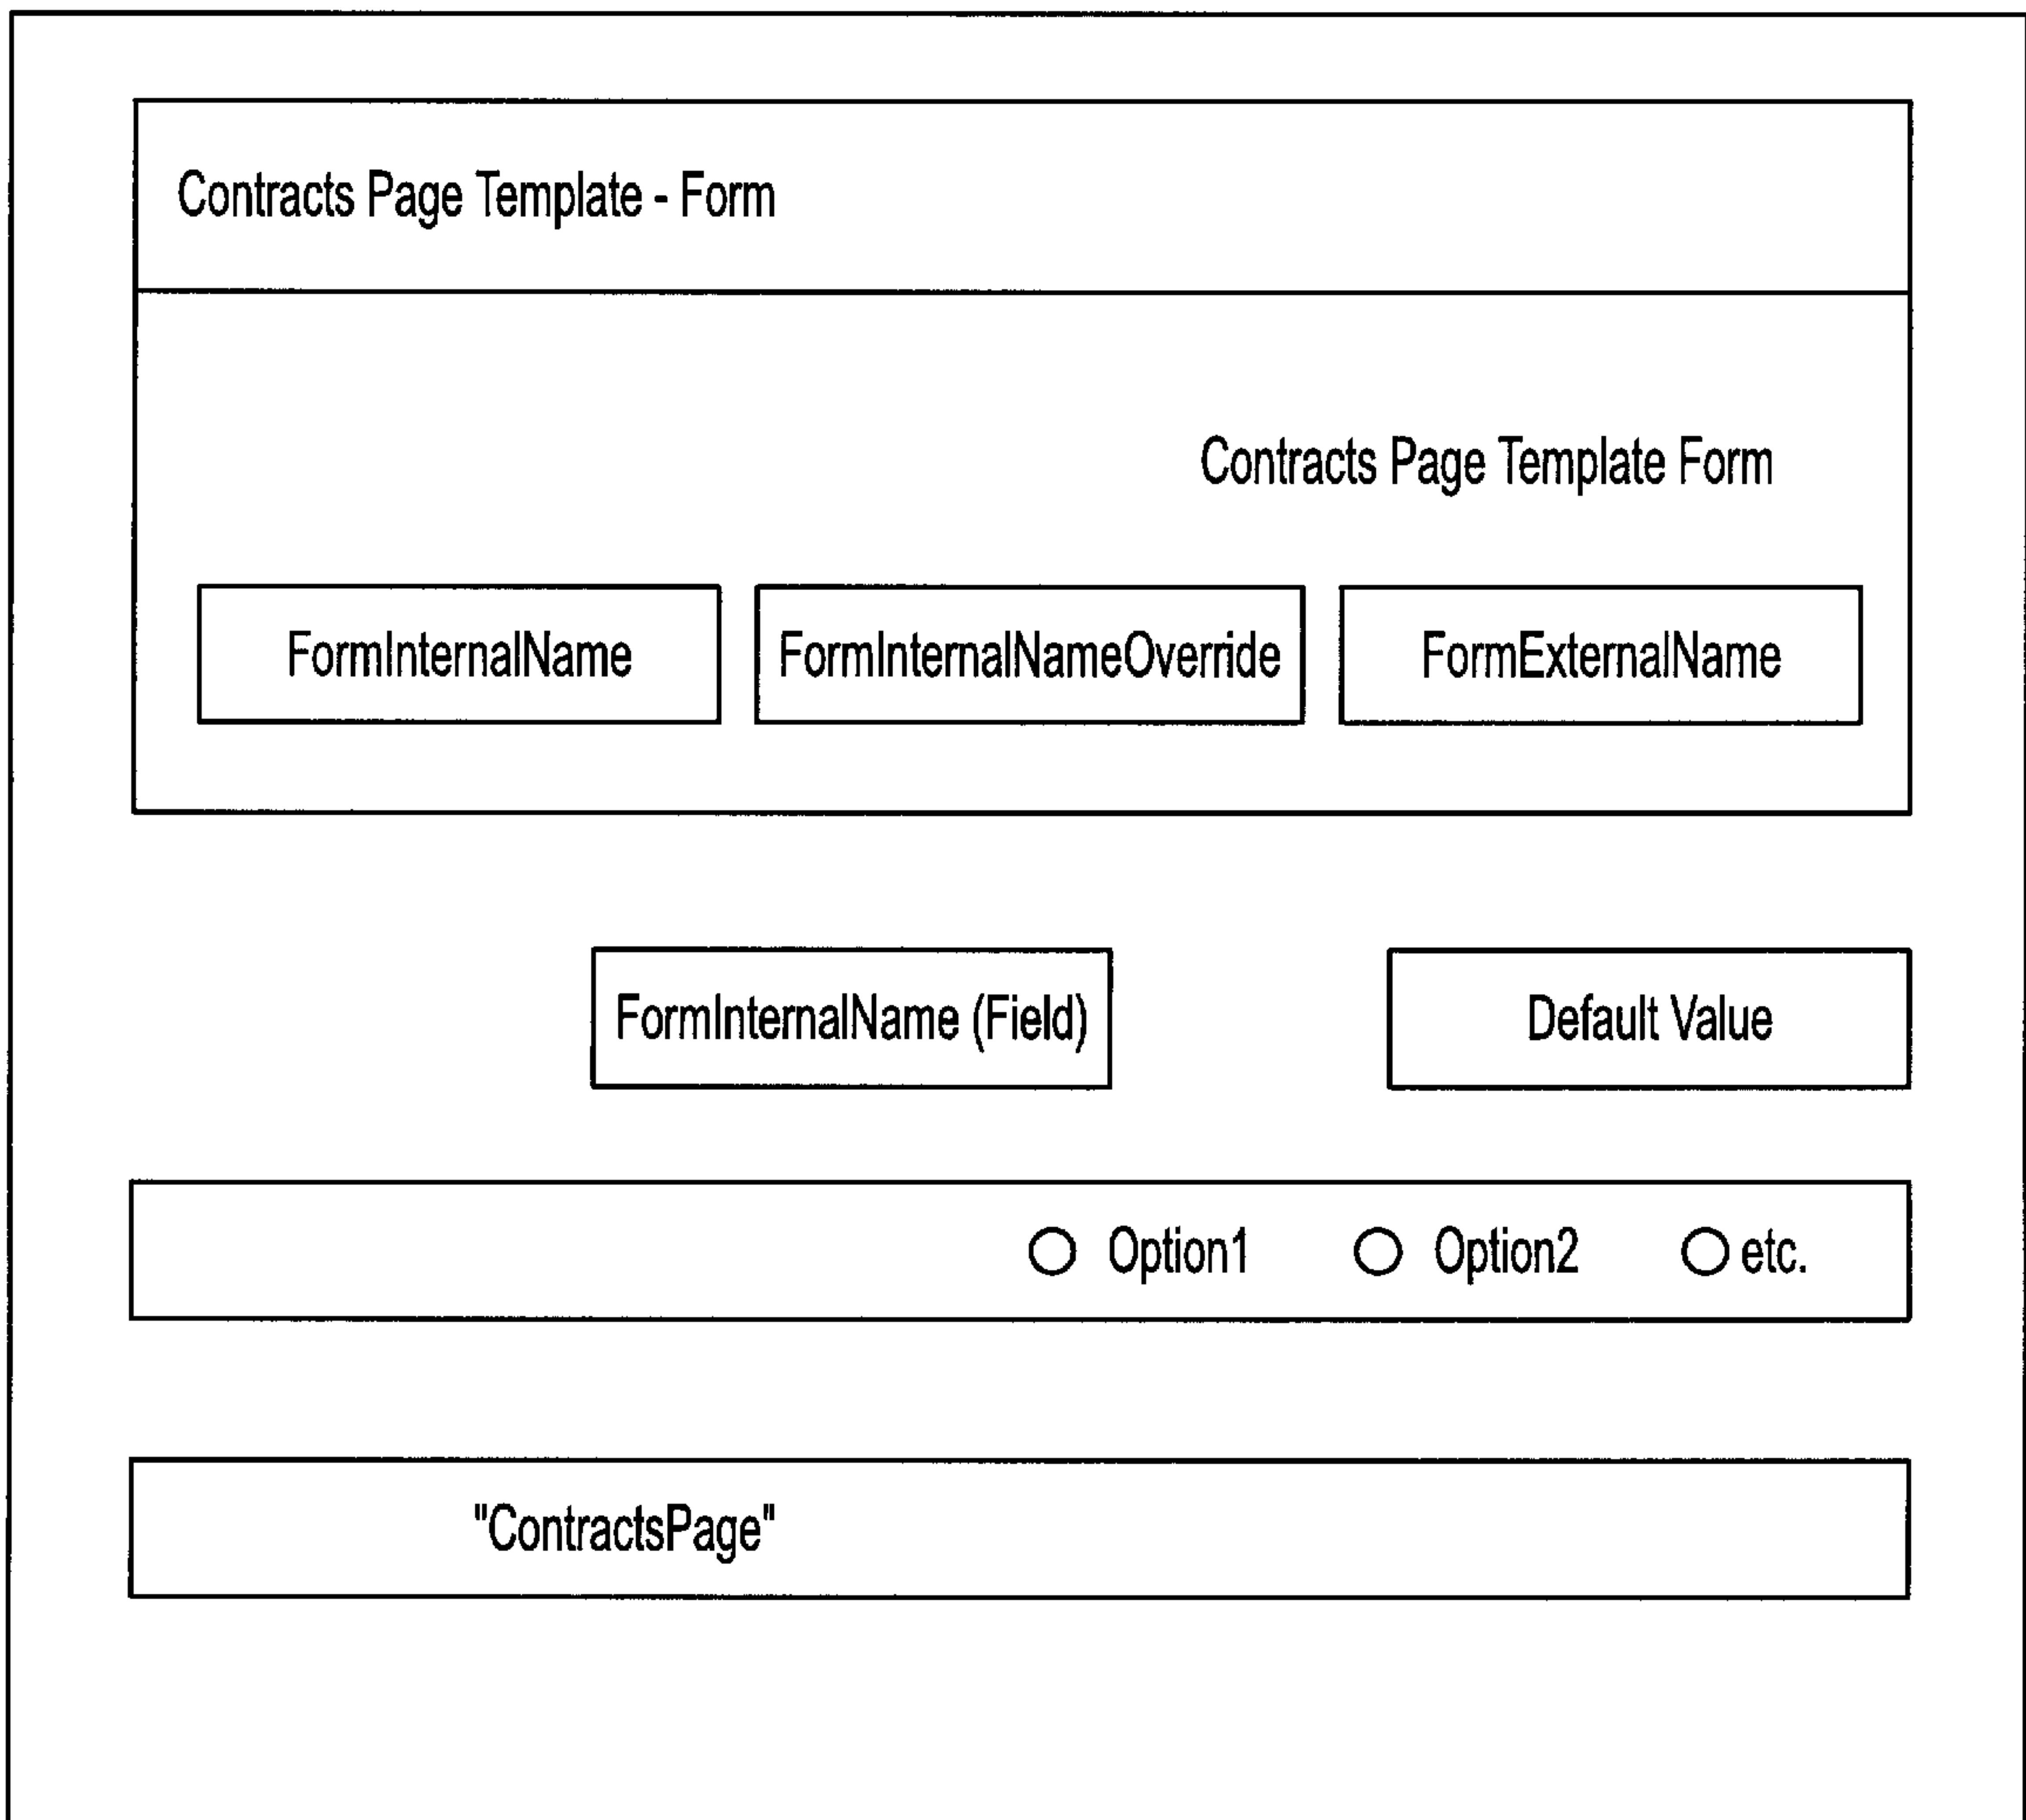 Contracts Page Template - Form
Contracts Page Template Form
FormInternalName FormInternalNameOverride FormExternalName
FormInternalName (Field) Default Value
Option1 Option2 etc.
"ContractsPage"